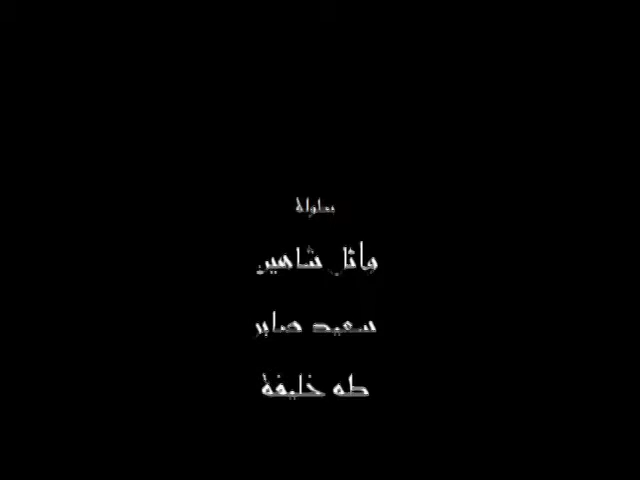 بطولة
وائل شاهين
سعيد صابر
طه خليفة